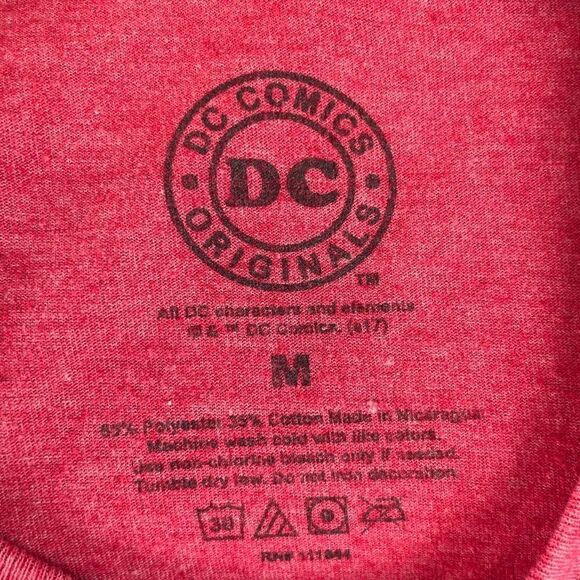 DC COMICS
DC
ORIGINALS
TM
All DC characters and elements
© & ™ DC Comics. (s17)
M
65% Polyester 35% Cotton Made in Nicaragua
Machine wash cold with like colors.
Use non-chlorine bleach only if needed.
Tumble dry low. Do not iron decoration
30
RN#